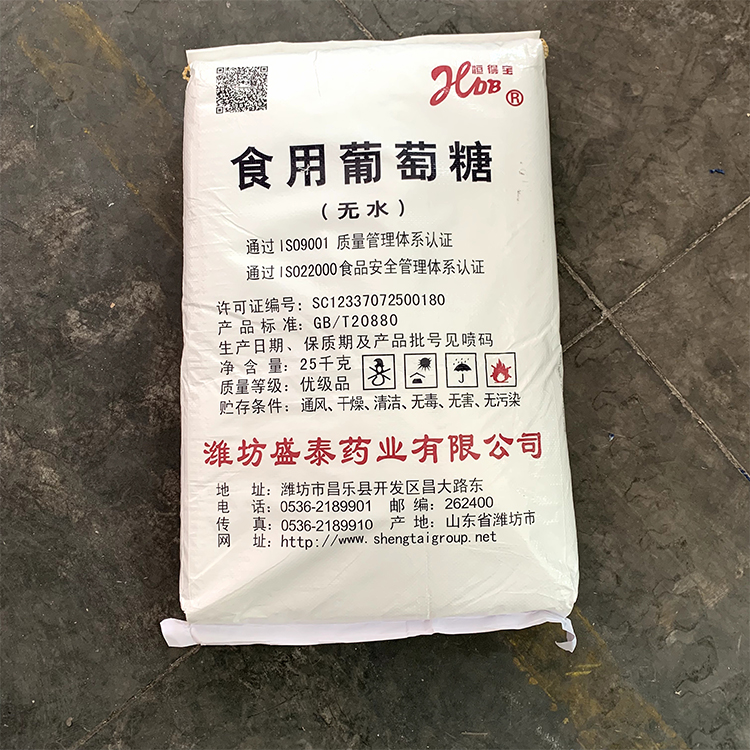 恒得宝
HDB®
食用葡萄糖
（无水）
通过ISO9001 质量管理体系认证
通过ISO22000食品安全管理体系认证
许可证编号：SC12337072500180
产品标准：GB/T20880
生产日期、保质期及产品批号见喷码
净含量：25千克
质量等级：优级品
贮存条件：通风、干燥、清洁、无毒、无害、无污染
潍坊盛泰药业有限公司
地 址：潍坊市昌乐县开发区昌大路东
电 话：0536-2189901 邮 编：262400
传 真：0536-2189910 产 地：山东省潍坊市
网 址：http://www.shengtaigroup.net